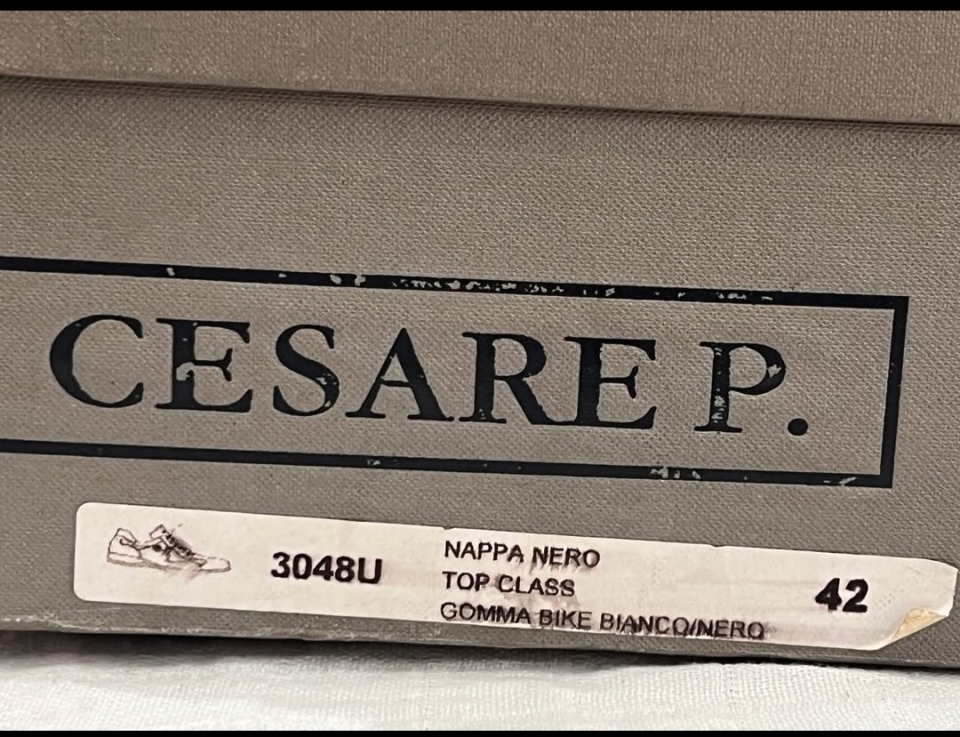 CESARE P.
3048U
NAPPA NERO
TOP CLASS
GOMMA BIKE BIANCO/NERO
42